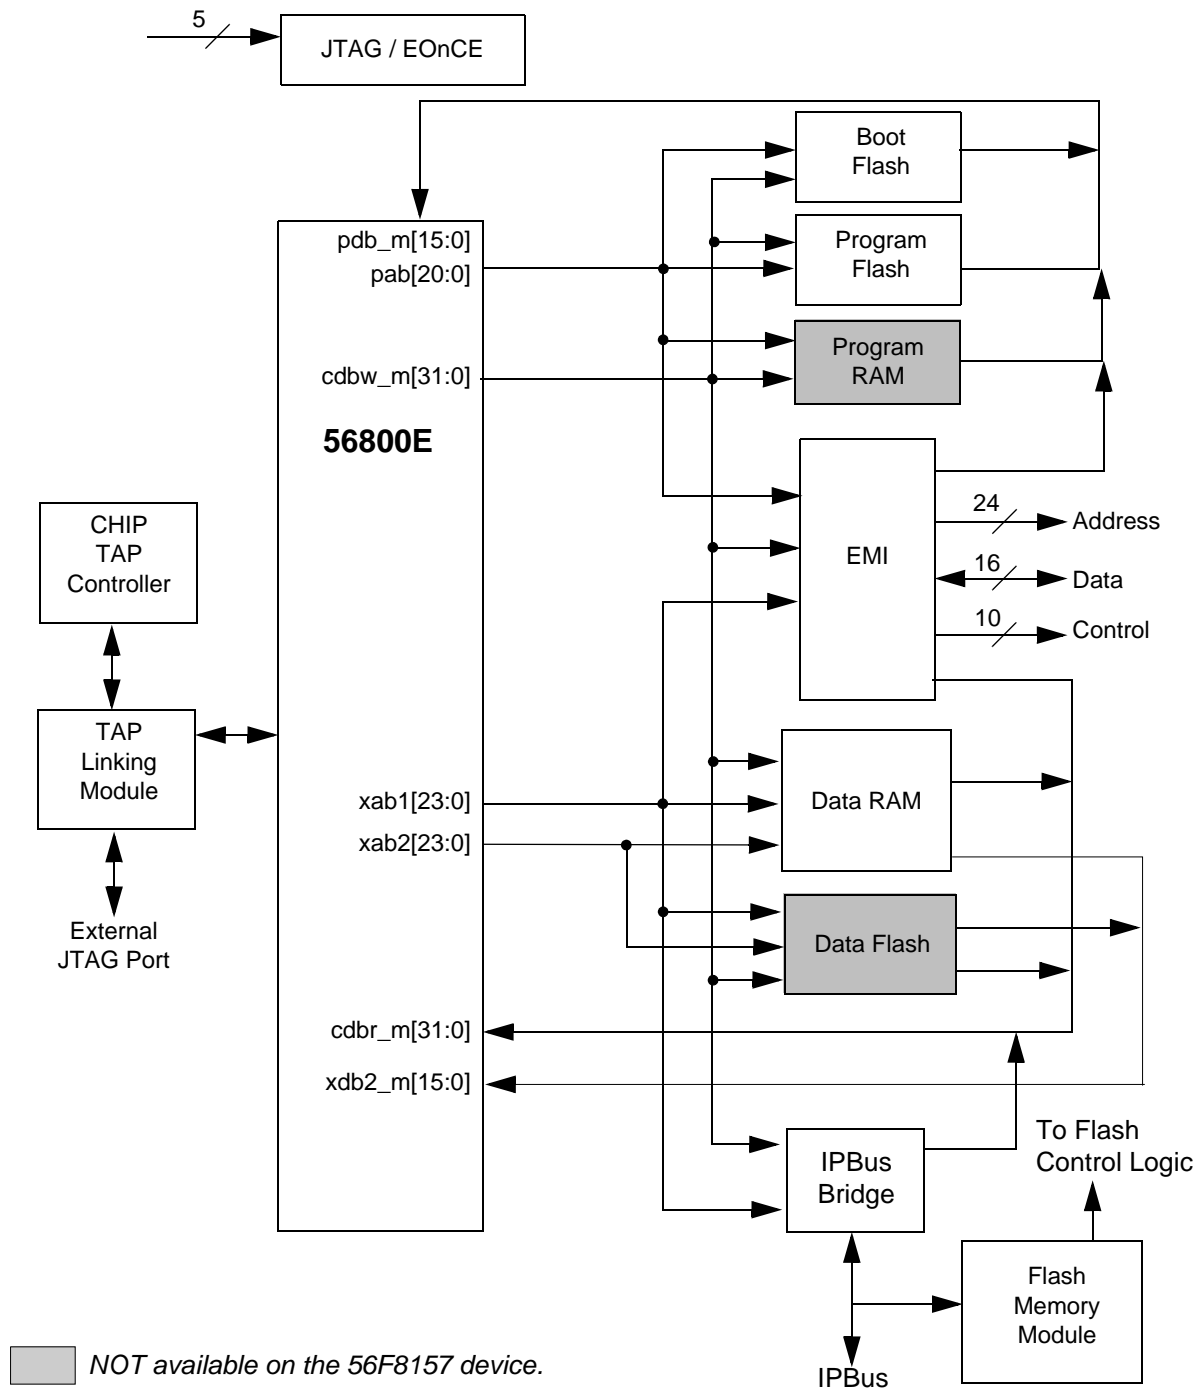 5
JTAG / EOnCE
Boot
Flash
pdb_m[15:0]
pab[20:0]
Program
Flash
cdbw_m[31:0]
Program
RAM
56800E
CHIP
TAP
Controller
EMI
24
Address
16
Data
10
Control
TAP
Linking
Module
xab1[23:0]
xab2[23:0]
Data RAM
External
JTAG Port
Data Flash
cdbr_m[31:0]
xdb2_m[15:0]
To Flash
Control Logic
IPBus
Bridge
Flash
Memory
Module
NOT available on the 56F8157 device.
IPBus